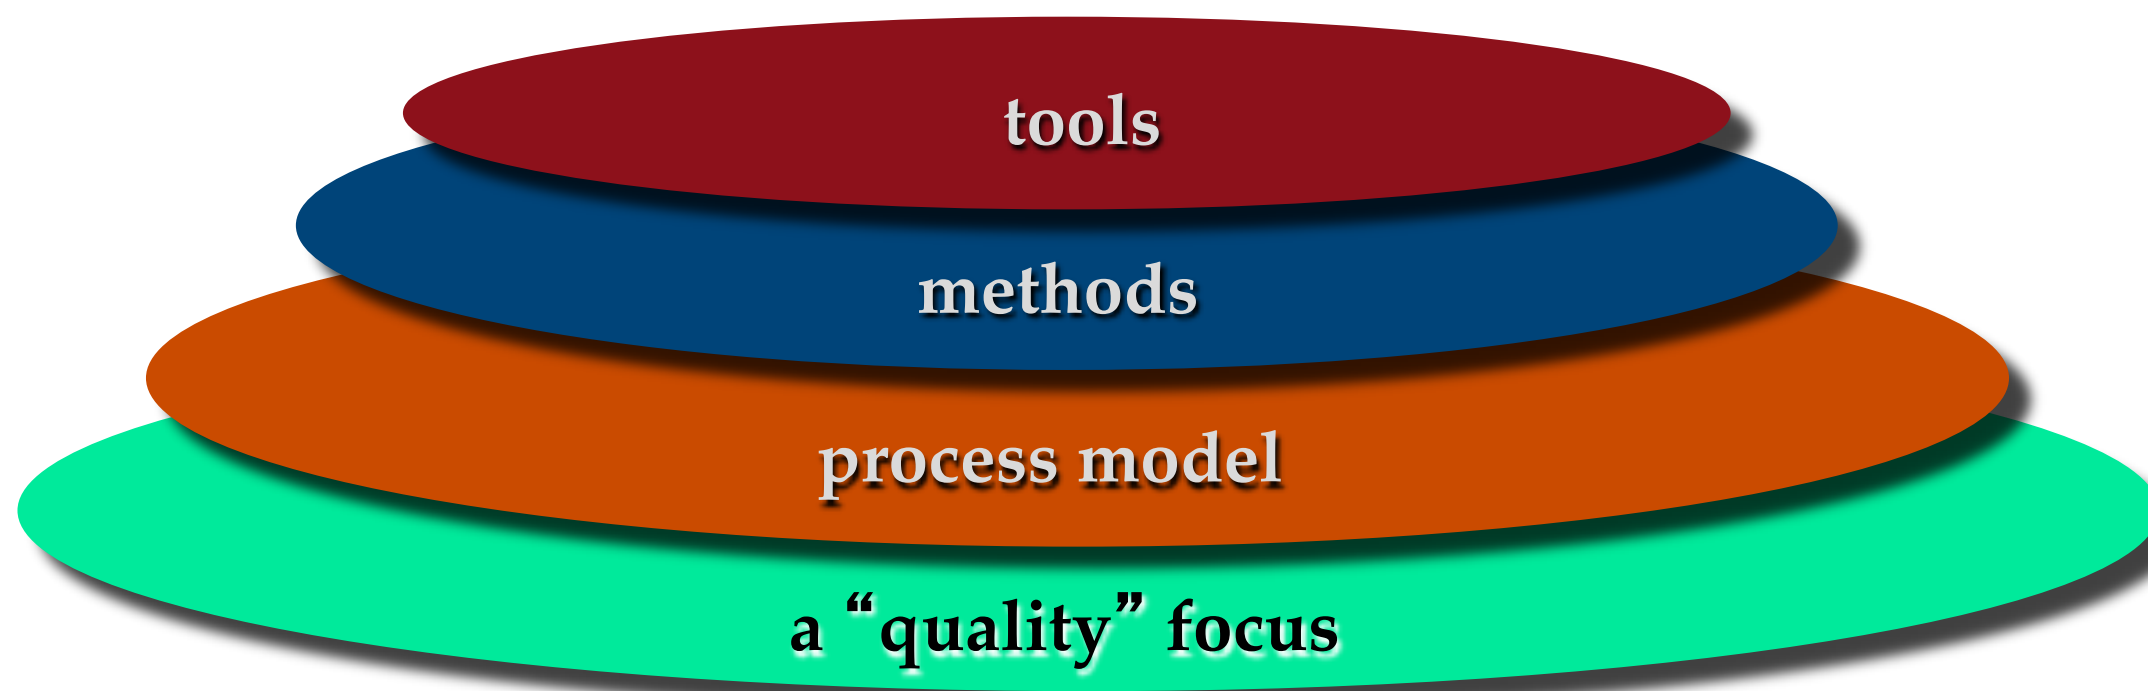 tools
methods
process model
a “quality” focus